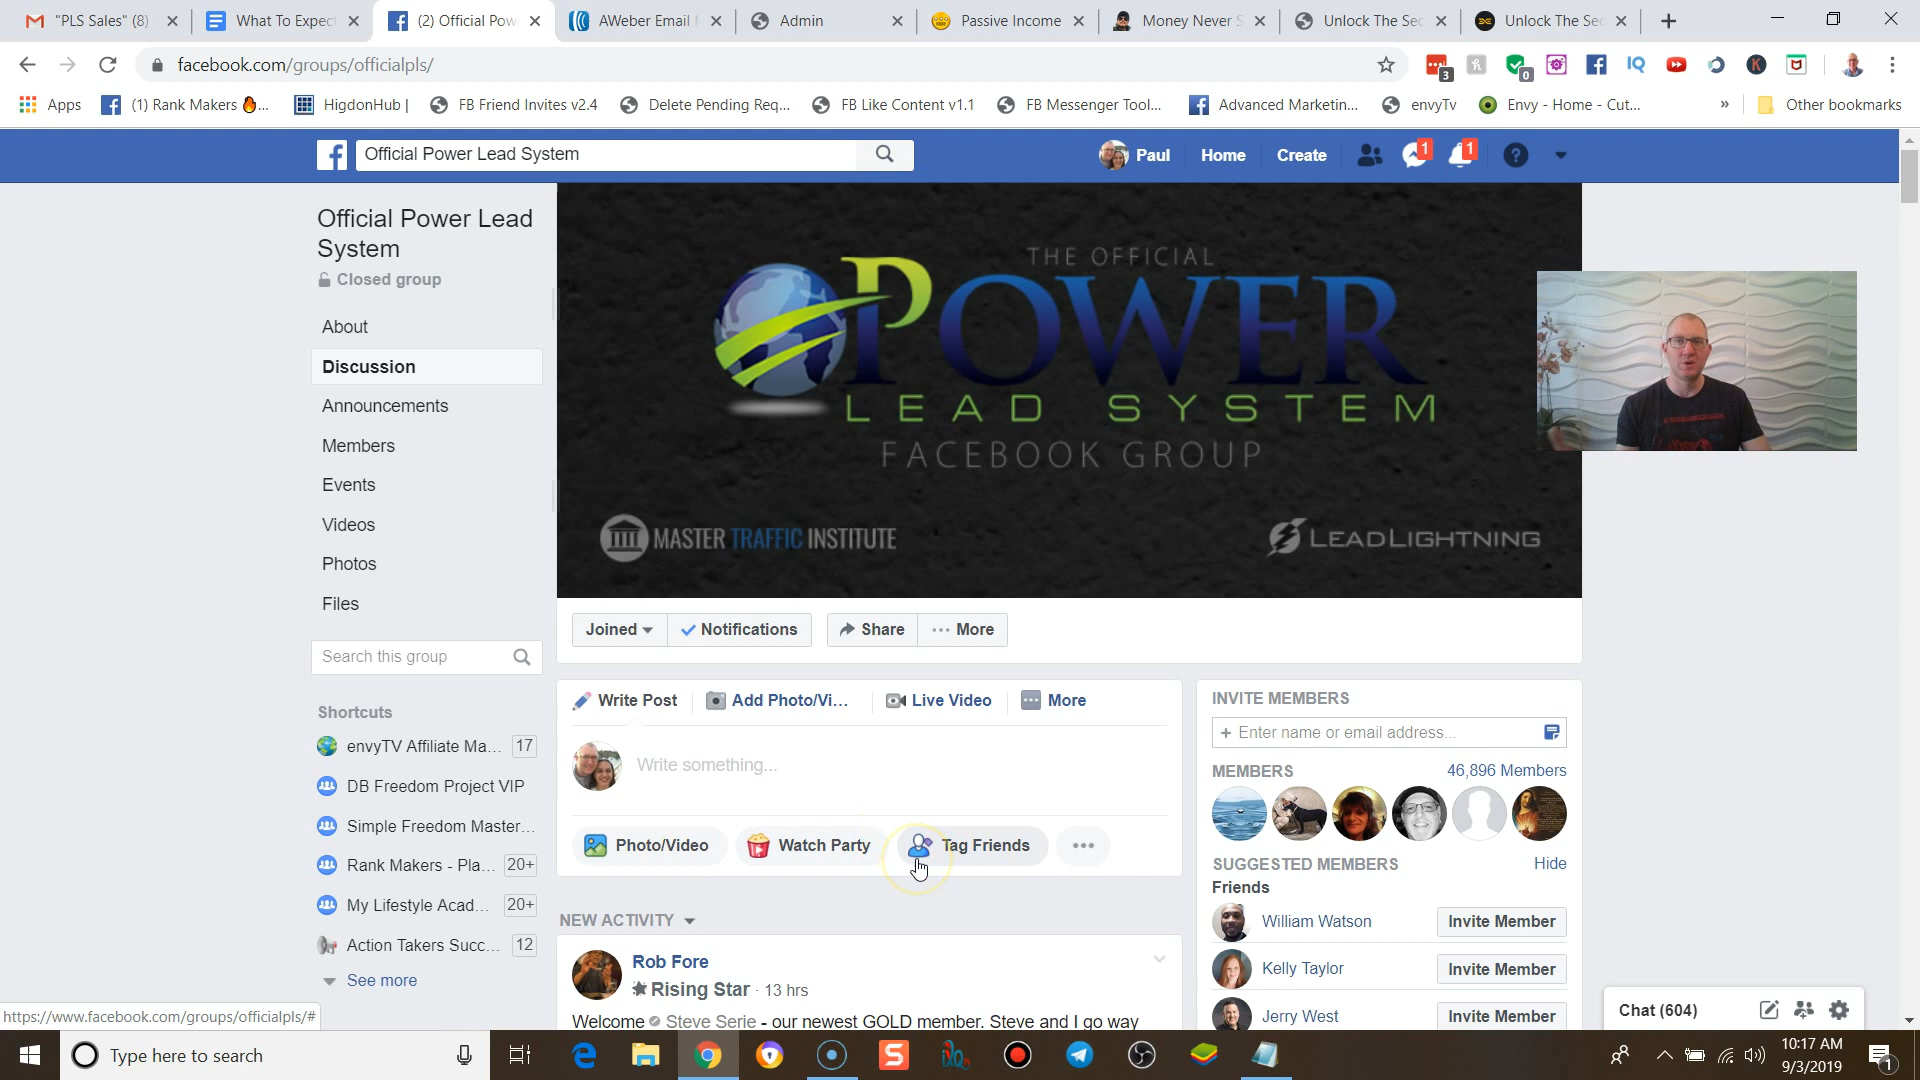 "PLS Sales" (8)
What To Expect
(2) Official Pow
AWeber Email
Admin
Passive Income
Money Never S
Unlock The Sec
Unlock The Sec
facebook.com/groups/officialpls/
3
0
Apps
(1) Rank Makers
HigdonHub |
FB Friend Invites v2.4
Delete Pending Req...
FB Like Content v1.1
FB Messenger Tool...
Advanced Marketin...
envyTv
Envy - Home - Cut...
»
Other bookmarks
Official Power Lead System
Paul
Home
Create
1
1
Official Power Lead
System
Closed group
About
Discussion
Announcements
Members
Events
Videos
Photos
Files
Search this group
Shortcuts
envyTV Affiliate Ma... 17
DB Freedom Project VIP
Simple Freedom Master...
Rank Makers - Pla... 20+
My Lifestyle Acad... 20+
Action Takers Succ... 12
See more
THE OFFICIAL
POWER
LEAD SYSTEM
FACEBOOK GROUP
MASTER TRAFFIC INSTITUTE
LEADLIGHTNING
Joined
Notifications
Share
More
Write Post
Add Photo/Vi...
Live Video
More
Write something...
Photo/Video
Watch Party
Tag Friends
NEW ACTIVITY
Rob Fore
Rising Star · 13 hrs
Welcome Steve Serie - our newest GOLD member. Steve and I go way
INVITE MEMBERS
+ Enter name or email address...
MEMBERS
46,896 Members
SUGGESTED MEMBERS
Hide
Friends
William Watson
Invite Member
Kelly Taylor
Invite Member
Jerry West
Invite Member
Chat (604)
https://www.facebook.com/groups/officialpls/#
Type here to search
10:17 AM
9/3/2019
1